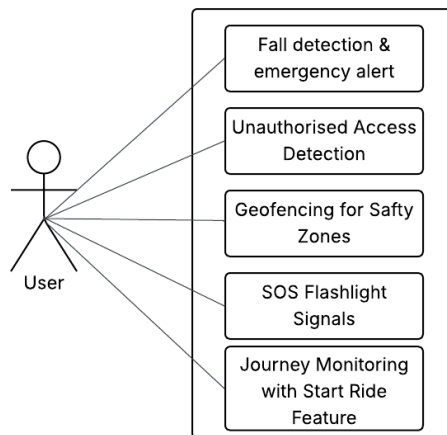 Fall detection &
emergency alert
Unauthorised Access
Detection
Geofencing for Safty
Zones
User
SOS Flashlight
Signals
Journey Monitoring
with Start Ride
Feature